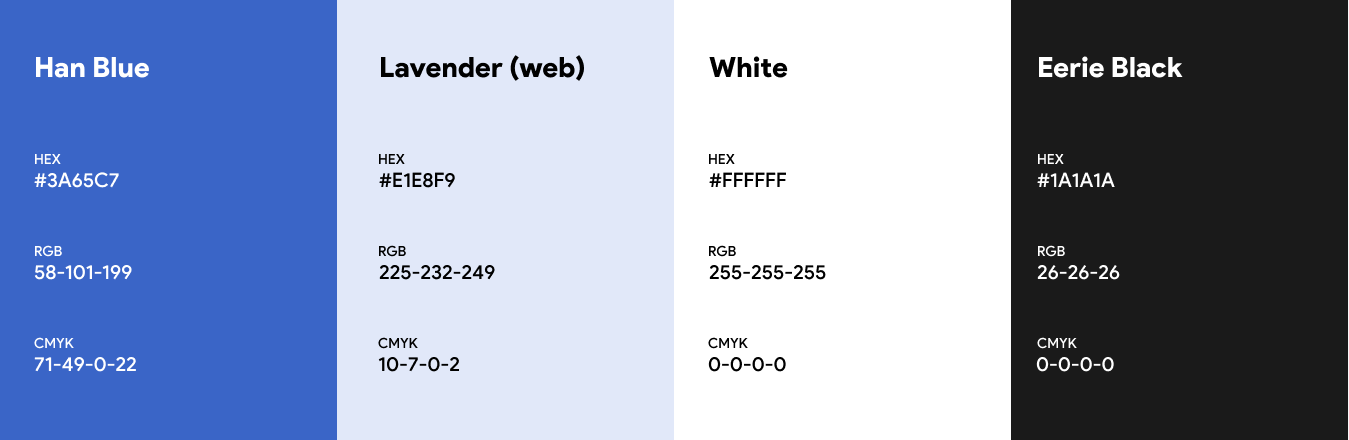 Han Blue
HEX
#3A65C7
RGB
58-101-199
CMYK
71-49-0-22
Lavender (web)
HEX
#E1E8F9
RGB
225-232-249
CMYK
10-7-0-2
White
HEX
#FFFFFF
RGB
255-255-255
CMYK
0-0-0-0
Eerie Black
HEX
#1A1A1A
RGB
26-26-26
CMYK
0-0-0-0